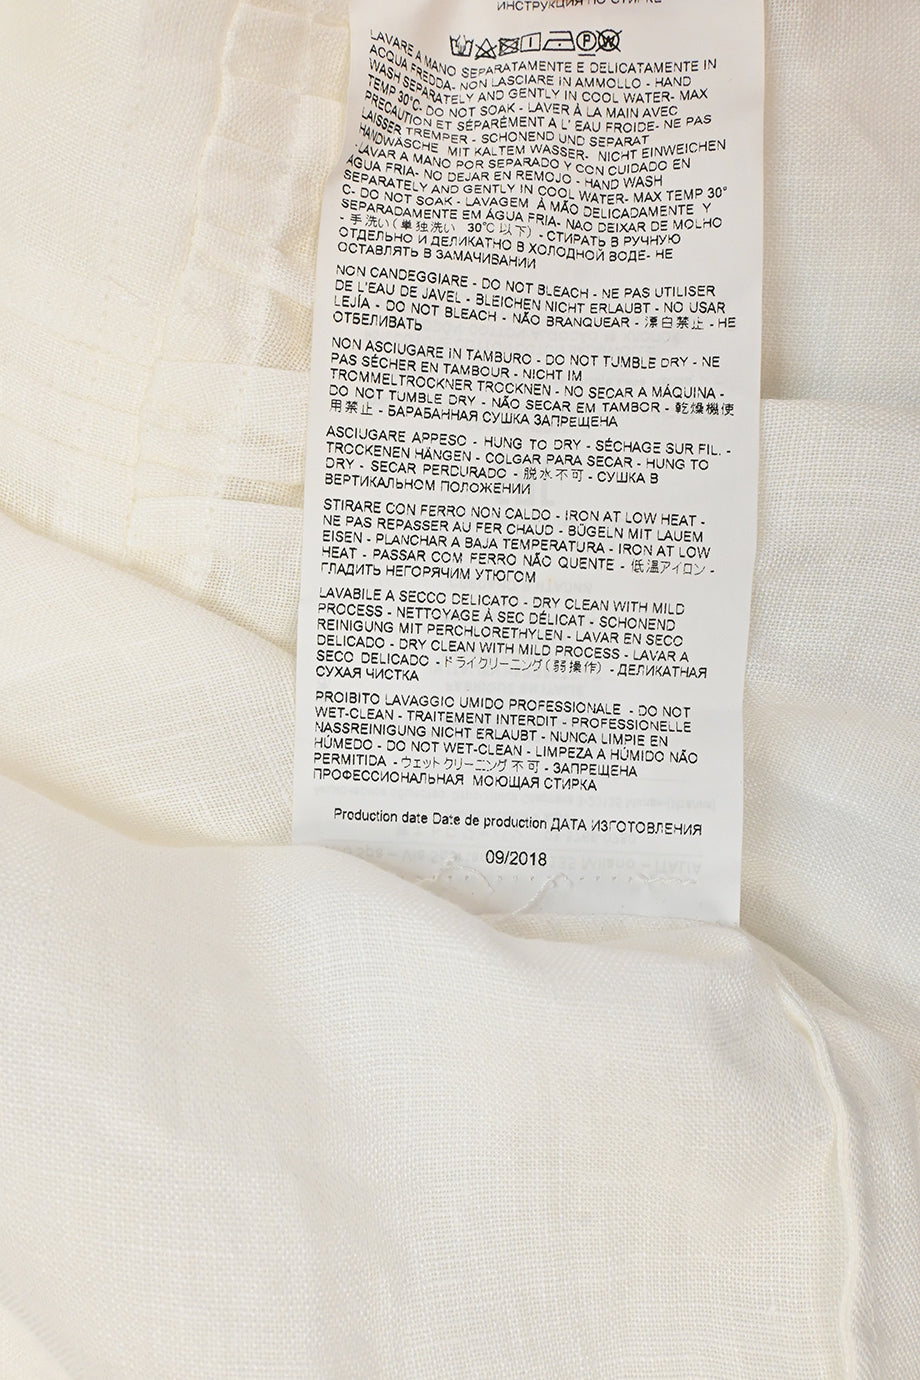 ИНСТРУКЦИЯ ПО СТИРКЕ
LAVARE A MANO SEPARATAMENTE E DELICATAMENTE IN
ACQUA FREDDA- NON LASCIARE IN AMMOLLO - HAND
WASH SEPARATELY AND GENTLY IN COOL WATER- MAX
TEMP 30°C- DO NOT SOAK - LAVER À LA MAIN AVEC
PRECAUTION ET SÉPARÉMENT A L' EAU FROIDE- NE PAS
LAISSER TREMPER - SCHONEND UND SEPARAT
HANDWÄSCHE MIT KALTEM WASSER- NICHT EINWEICHEN
-LAVAR A MANO POR SEPARADO Y CON CUIDADO EN
AGUA FRIA- NO DEJAR EN REMOJO - HAND WASH
SEPARATELY AND GENTLY IN COOL WATER- MAX TEMP 30°
C- DO NOT SOAK - LAVAGEM À MÃO DELICADAMENTE Y
SEPARADAMENTE EM ÁGUA FRIA- NAO DEIXAR DE MOLHO
- 手洗い(単独洗い 30℃以下) - СТИРАТЬ В РУЧНУЮ
ОТДЕЛЬНО И ДЕЛИКАТНО В ХОЛОДНОЙ ВОДЕ- НЕ
ОСТАВЛЯТЬ В ЗАМАЧИВАНИИ
NON CANDEGGIARE - DO NOT BLEACH - NE PAS UTILISER
DE L'EAU DE JAVEL - BLEICHEN NICHT ERLAUBT - NO USAR
LEJÍA - DO NOT BLEACH - NÃO BRANQUEAR - 漂白禁止 - НЕ
ОТБЕЛИВАТЬ
NON ASCIUGARE IN TAMBURO - DO NOT TUMBLE DRY - NE
PAS SÉCHER EN TAMBOUR - NICHT IM
TROMMELTROCKNER TROCKNEN - NO SECAR A MÁQUINA -
DO NOT TUMBLE DRY - NÃO SECAR EM TAMBOR - 乾燥機使
用禁止 - БАРАБАННАЯ СУШКА ЗАПРЕЩЕНА
ASCIUGARE APPESO - HUNG TO DRY - SÉCHAGE SUR FIL. -
TROCKENEN HÄNGEN - COLGAR PARA SECAR - HUNG TO
DRY - SECAR PERDURADO - 脱水不可 - СУШКА В
ВЕРТИКАЛЬНОМ ПОЛОЖЕНИИ
STIRARE CON FERRO NON CALDO - IRON AT LOW HEAT -
NE PAS REPASSER AU FER CHAUD - BÜGELN MIT LAUEM
EISEN - PLANCHAR A BAJA TEMPERATURA - IRON AT LOW
HEAT - PASSAR COM FERRO NÃO QUENTE - 低温アイロン -
ГЛАДИТЬ НЕГОРЯЧИМ УТЮГОМ
LAVABILE A SECCO DELICATO - DRY CLEAN WITH MILD
PROCESS - NETTOYAGE À SEC DÉLICAT - SCHONEND
REINIGUNG MIT PERCHLORETHYLEN - LAVAR EN SECO
DELICADO - DRY CLEAN WITH MILD PROCESS - LAVAR A
SECO DELICADO - ドライクリーニング(弱操作) - ДЕЛИКАТНАЯ
СУХАЯ ЧИСТКА
PROIBITO LAVAGGIO UMIDO PROFESSIONALE - DO NOT
WET-CLEAN - TRAITEMENT INTERDIT - PROFESSIONELLE
NASSREINIGUNG NICHT ERLAUBT - NUNCA LIMPIE EN
HÚMEDO - DO NOT WET-CLEAN - LIMPEZA A HÚMIDO NÃO
PERMITIDA - ウェットクリーニング不可 - ЗАПРЕЩЕНА
ПРОФЕССИОНАЛЬНАЯ МОЮЩАЯ СТИРКА
Production date Date de production ДАТА ИЗГОТОВЛЕНИЯ
09/2018